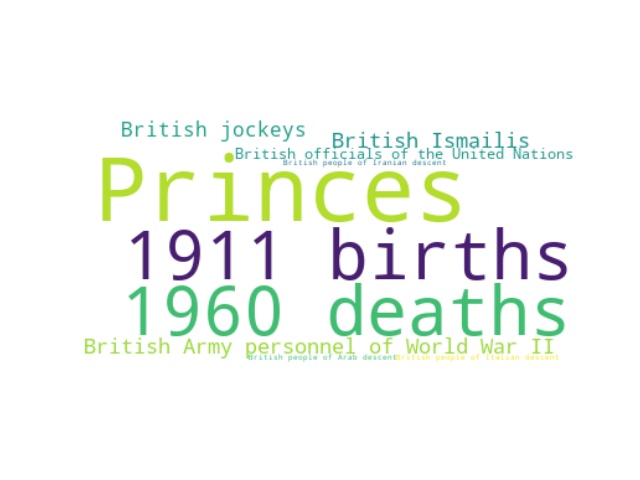 British jockeys
British Ismailis
British officials of the United Nations
British people of Iranian descent
Princes
1911 births
1960 deaths
British Army personnel of World War II
British people of Arab descent
British people of Italian descent